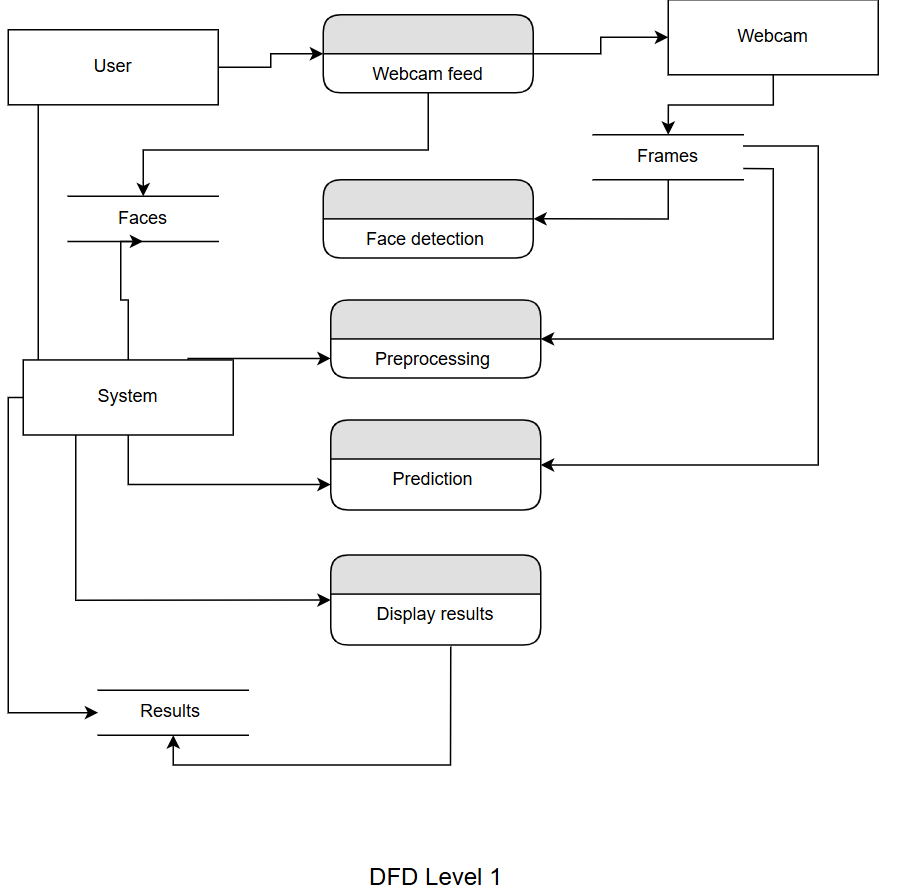 User
Webcam feed
Webcam
Frames
Faces
Face detection
Preprocessing
System
Prediction
Display results
Results
DFD Level 1